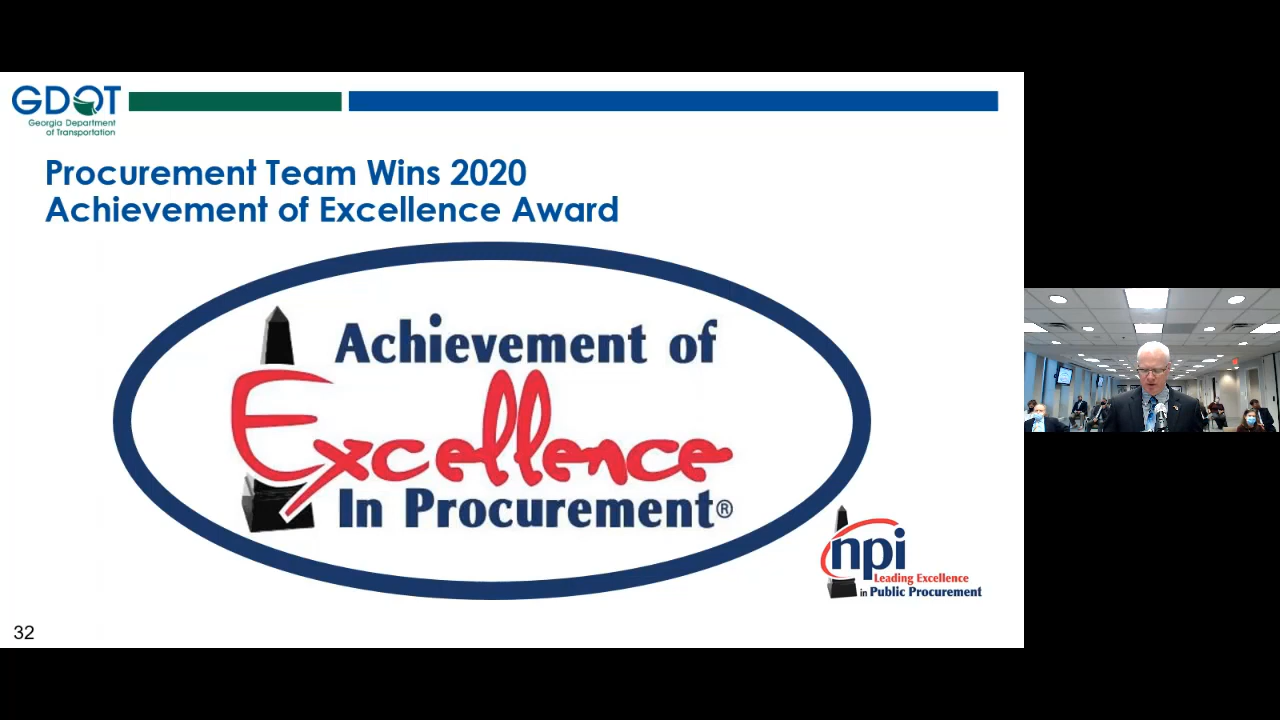 GDOT
Georgia Department
of Transportation
Procurement Team Wins 2020
Achievement of Excellence Award
Achievement of
Excellence
In Procurement®
npi
Leading Excellence
in Public Procurement
32